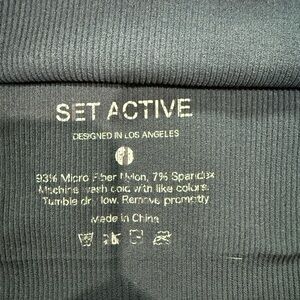 SET ACTIVE
DESIGNED IN LOS ANGELES
93% Micro Fiber Nylon, 7% Spandex
Machine wash cold with like colors.
Tumble dry low. Remove promptly
Made in China